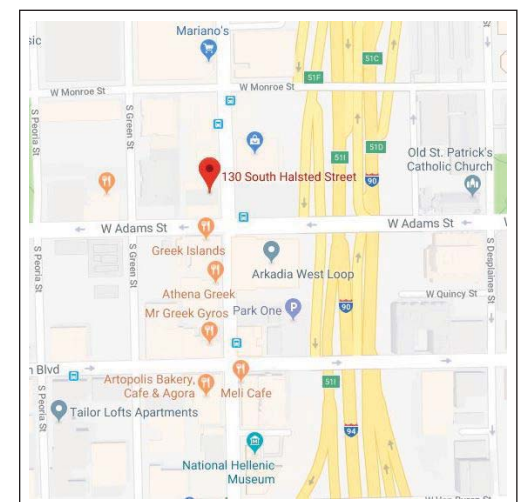 Mariano's
sic
51C
51F
W Monroe St
W Monroe St
S Peoria St
S Green St
51I
51D
Old St. Patrick's
Catholic Church
130 South Halsted Street
90
W Adams St
W Adams St
Greek Islands
S Peoria St
S Green St
Arkadia West Loop
S Desplaines St
Athena Greek
W Quincy St
Mr Greek Gyros
Park One
P
90
n Blvd
Artopolis Bakery,
Cafe & Agora
Meli Cafe
51I
S Peoria St
Tailor Lofts Apartments
94
National Hellenic
Museum